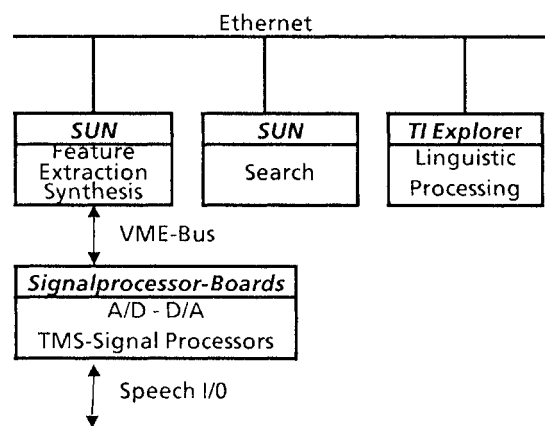 Ethernet
SUN
Feature
Extraction
Synthesis
SUN
Search
TI Explorer
Linguistic
Processing
VME-Bus
Signalprocessor-Boards
A/D - D/A
TMS-Signal Processors
Speech I/0